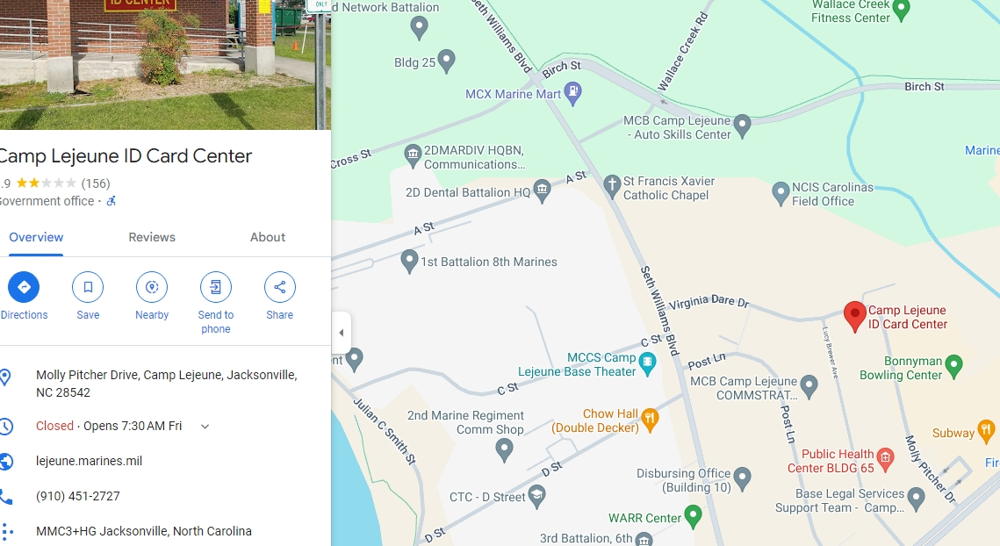 ID CENTER
ONLY
Camp Lejeune ID Card Center
.9
(156)
Government office ·
Overview
Reviews
About
Directions
Save
Nearby
Send to
phone
Share
Molly Pitcher Drive, Camp Lejeune, Jacksonville,
NC 28542
Closed · Opens 7:30 AM Fri
lejeune.marines.mil
(910) 451-2727
MMC3+HG Jacksonville, North Carolina
d Network Battalion
Bldg 25
Seth Williams Blvd
Birch St
Wallace Creek Rd
Wallace Creek
Fitness Center
Birch St
MCX Marine Mart
MCB Camp Lejeune
- Auto Skills Center
Marine
Cross St
2DMARDIV HQBN,
Communications...
A St
2D Dental Battalion HQ
St Francis Xavier
Catholic Chapel
NCIS Carolinas
Field Office
A St
1st Battalion 8th Marines
Seth Williams Blvd
Virginia Dare Dr
Camp Lejeune
ID Card Center
Lucy Brewer Ave
C St
MCCS Camp
Lejeune Base Theater
Post Ln
Bonnyman
Bowling Center
nt
C St
MCB Camp Lejeune
COMMSTRAT...
Julian C Smith St
2nd Marine Regiment
Comm Shop
Chow Hall
(Double Decker)
Post Ln
Subway
Molly Pitcher Dr
Public Health
Center BLDG 65
Fir
D St
Disbursing Office
(Building 10)
CTC - D Street
Base Legal Services
Support Team - Camp...
WARR Center
D St
3rd Battalion, 6th